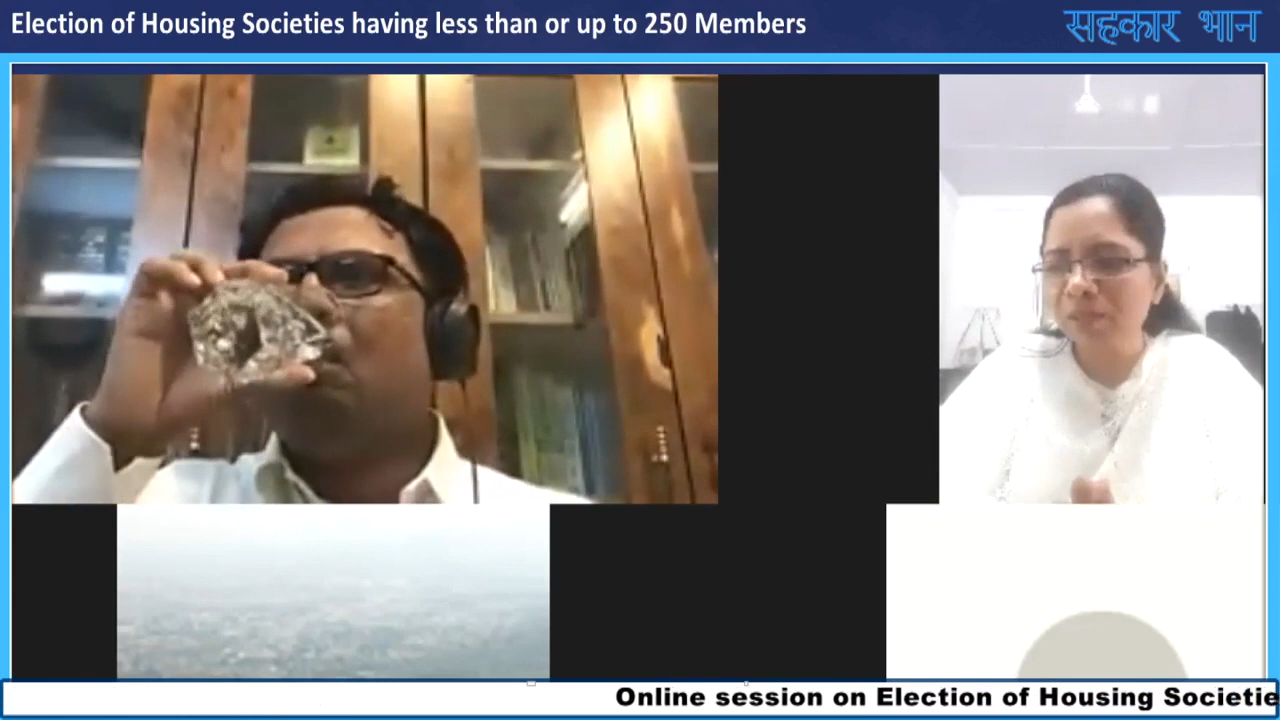 Election of Housing Societies having less than or up to 250 Members
सहकार भान
Online session on Election of Housing Societie